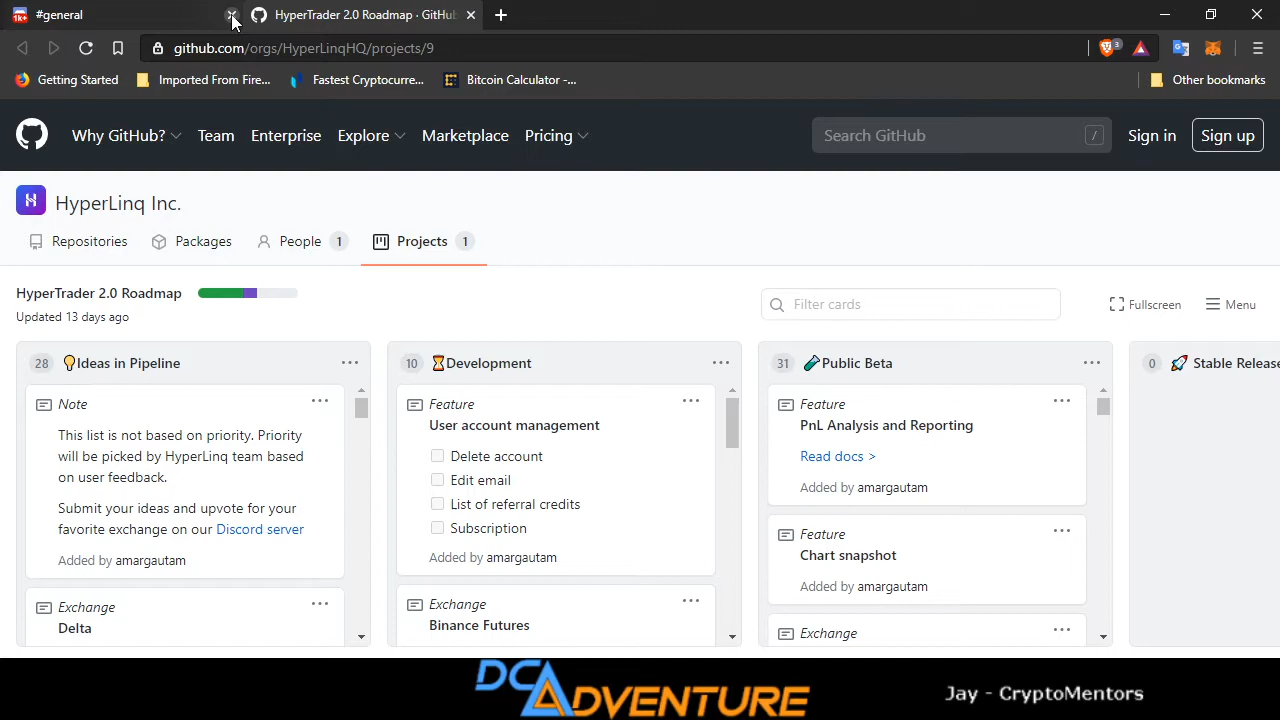 1k+
#general
HyperTrader 2.0 Roadmap · GitHub
github.com/orgs/HyperLinqHQ/projects/9
3
Getting Started
Imported From Fire...
Fastest Cryptocurre...
Bitcoin Calculator -...
Other bookmarks
Why GitHub?
Team
Enterprise
Explore
Marketplace
Pricing
Search GitHub
/
Sign in
Sign up
HyperLinq Inc.
Repositories
Packages
People 1
Projects 1
HyperTrader 2.0 Roadmap
Updated 13 days ago
Filter cards
Fullscreen
Menu
28 Ideas in Pipeline
Note
This list is not based on priority. Priority
will be picked by HyperLinq team based
on user feedback.
Submit your ideas and upvote for your
favorite exchange on our Discord server
Added by amargautam
Exchange
Delta
10 Development
Feature
User account management
Delete account
Edit email
List of referral credits
Subscription
Added by amargautam
Exchange
Binance Futures
31 Public Beta
Feature
PnL Analysis and Reporting
Read docs >
Added by amargautam
Feature
Chart snapshot
Added by amargautam
Exchange
0 Stable Release
DCADVENTURE
Jay - CryptoMentors